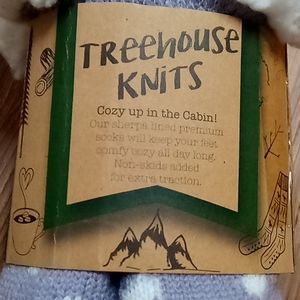 TREEHOUSE
KNITS
Cozy up in the Cabin!
Our sherpa lined premium
socks will keep your feet
comfy cozy all day long.
Non-skids added
for extra traction.